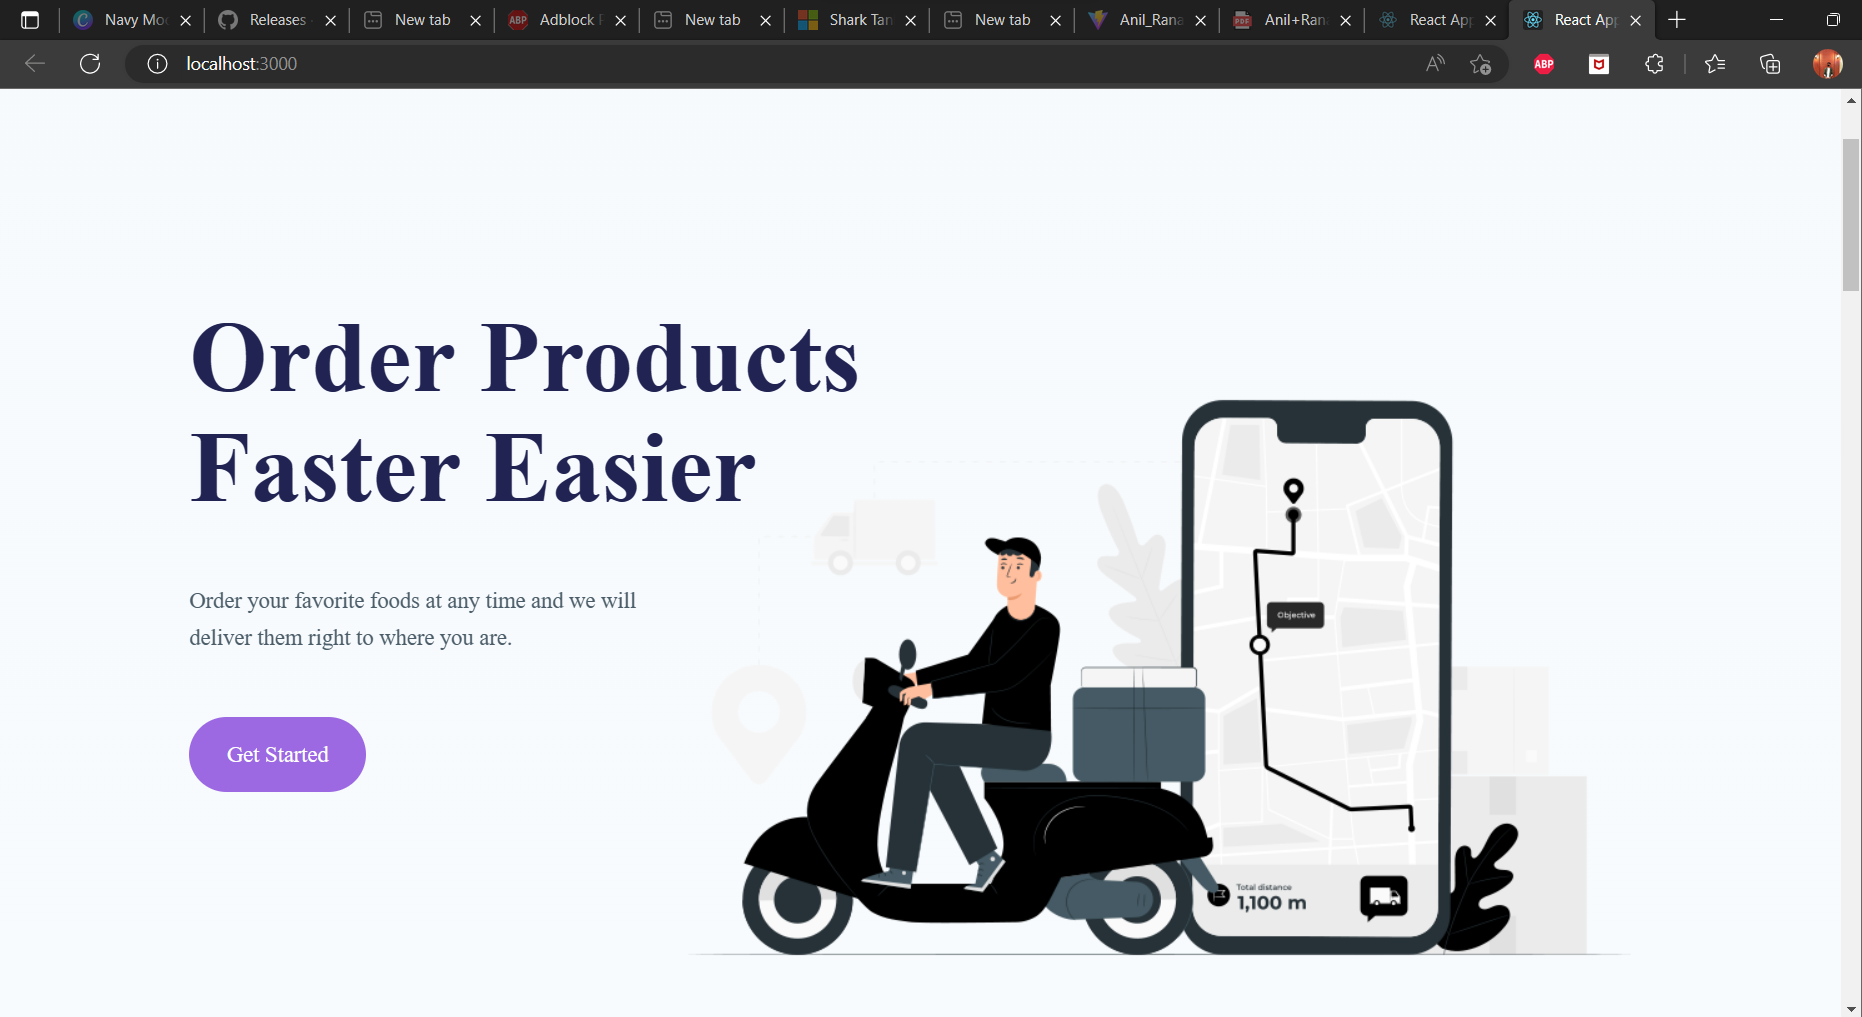 Navy Mo
Releases
New tab
Adblock
New tab
Shark Tan
New tab
Anil_Rana
Anil+Ran
React App
React App
localhost:3000
ABP
Order Products
Faster Easier
Order your favorite foods at any time and we will
deliver them right to where you are.
Get Started
Objective
Total distance
1,100 m